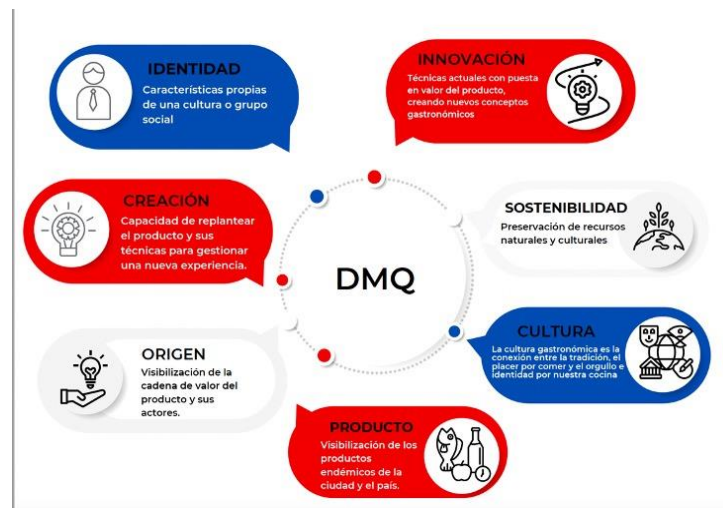 IDENTIDAD
Características propias
de una cultura o grupo
social
INNOVACIÓN
Técnicas actuales con puesta
en valor del producto,
creando nuevos conceptos
gastronómicos
CREACIÓN
Capacidad de replantear
el producto y sus
técnicas para gestionar
una nueva experiencia.
SOSTENIBILIDAD
Preservación de recursos
naturales y culturales
DMQ
ORIGEN
Visibilización de la
cadena de valor del
producto y sus
actores.
CULTURA
La cultura gastronómica es la
conexión entre la tradición, el
placer por comer y el orgullo e
identidad por nuestra cocina
PRODUCTO
Visibilización de los
productos
endémicos de la
ciudad y el país.